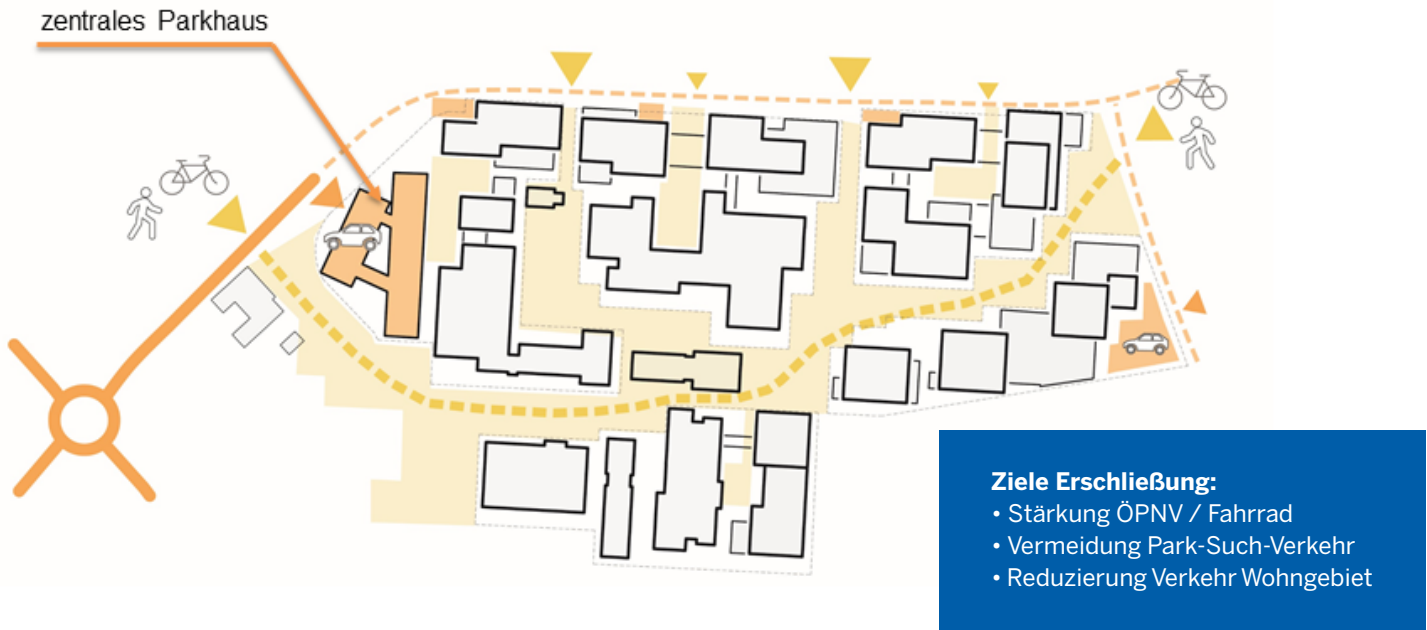 zentrales Parkhaus
Ziele Erschließung:
• Stärkung ÖPNV / Fahrrad
• Vermeidung Park-Such-Verkehr
• Reduzierung Verkehr Wohngebiet